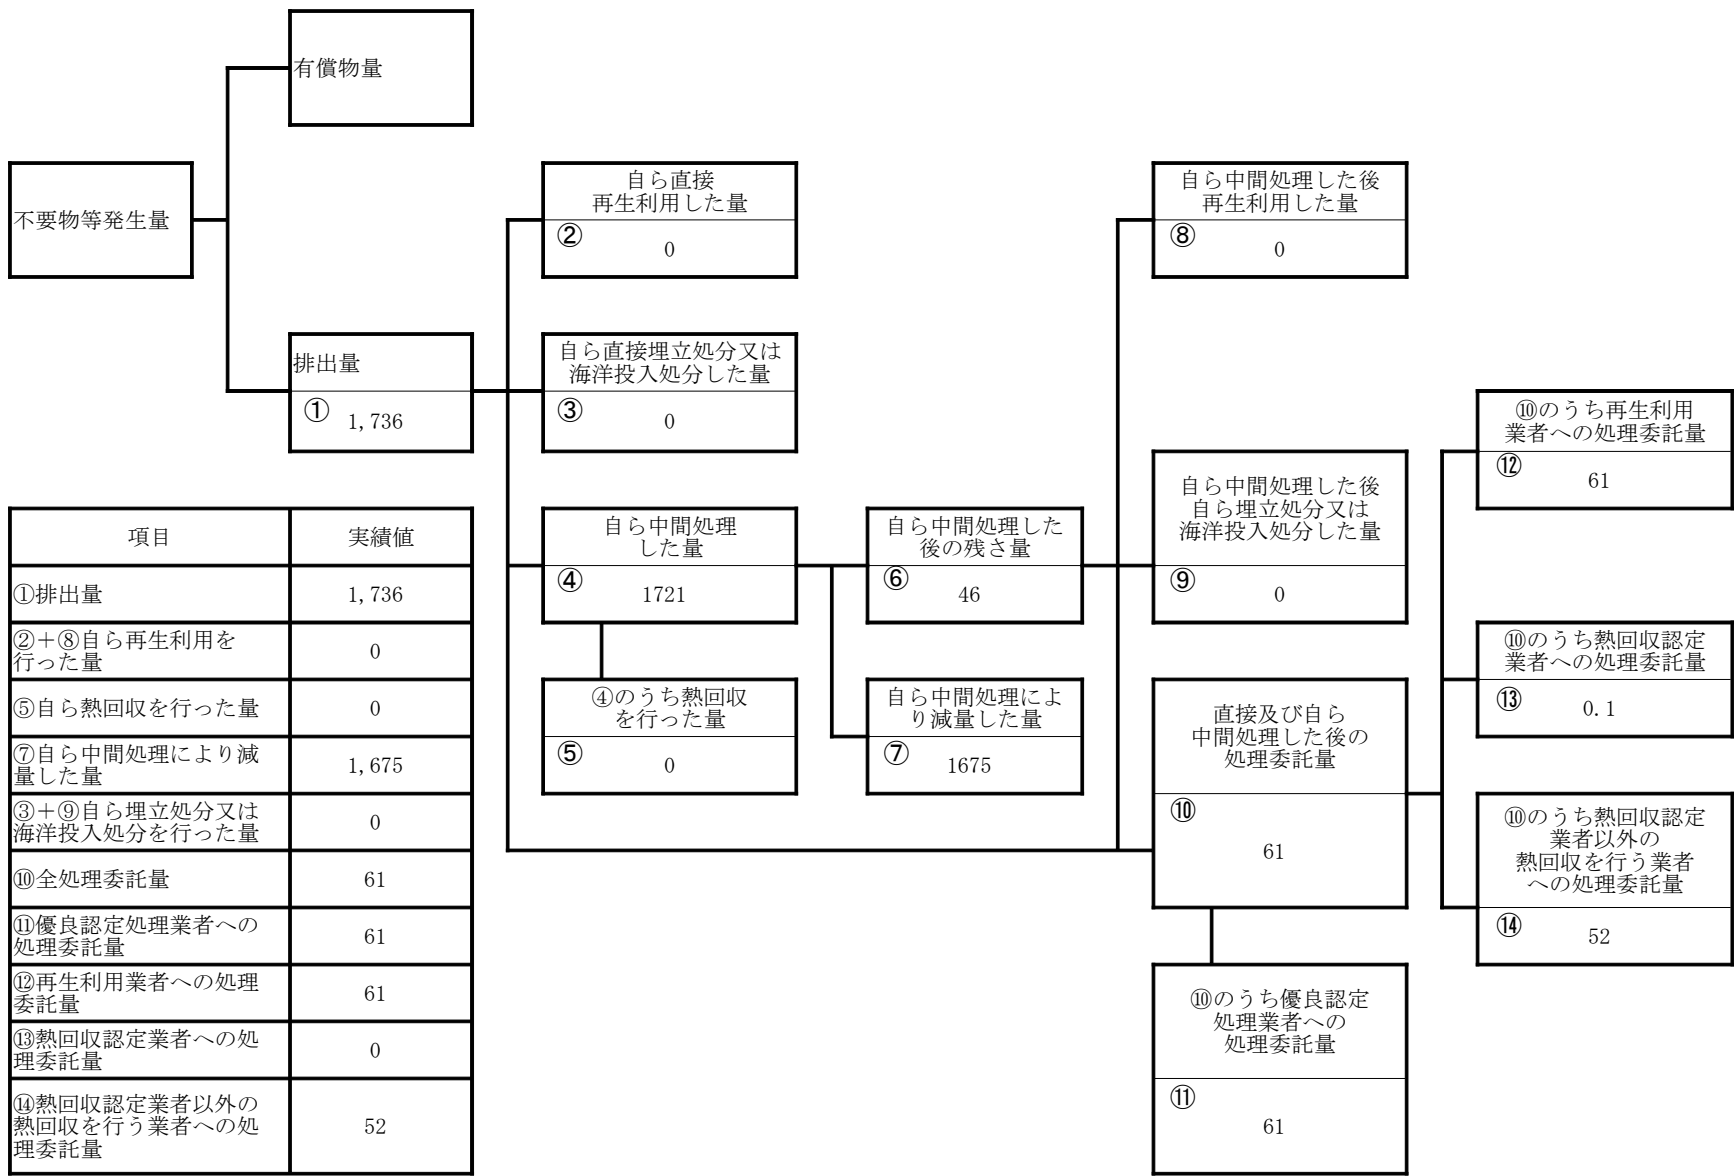 有償物量
不要物等発生量
自ら直接
再生利用した量
②
0
自ら中間処理した後
再生利用した量
⑧
0
排出量
①
1,736
自ら直接埋立処分又は
海洋投入処分した量
③
0
⑩のうち再生利用
業者への処理委託量
⑫
61
自ら中間処理
した量
④
1721
自ら中間処理した
後の残さ量
⑥
46
自ら中間処理した後
自ら埋立処分又は
海洋投入処分した量
⑨
0
⑩のうち熱回収認定
業者への処理委託量
⑬
0.1
④のうち熱回収
を行った量
⑤
0
自ら中間処理によ
り減量した量
⑦
1675
直接及び自ら
中間処理した後の
処理委託量
⑩
61
⑩のうち熱回収認定
業者以外の
熱回収を行う業者
への処理委託量
⑭
52
⑩のうち優良認定
処理業者への
処理委託量
⑪
61
項目
実績値
①排出量
1,736
②＋⑧自ら再生利用を
行った量
0
⑤自ら熱回収を行った量
0
⑦自ら中間処理により減
量した量
1,675
③＋⑨自ら埋立処分又は
海洋投入処分を行った量
0
⑩全処理委託量
61
⑪優良認定処理業者への
処理委託量
61
⑫再生利用業者への処理
委託量
61
⑬熱回収認定業者への処
理委託量
0
⑭熱回収認定業者以外の
熱回収を行う業者への処
理委託量
52